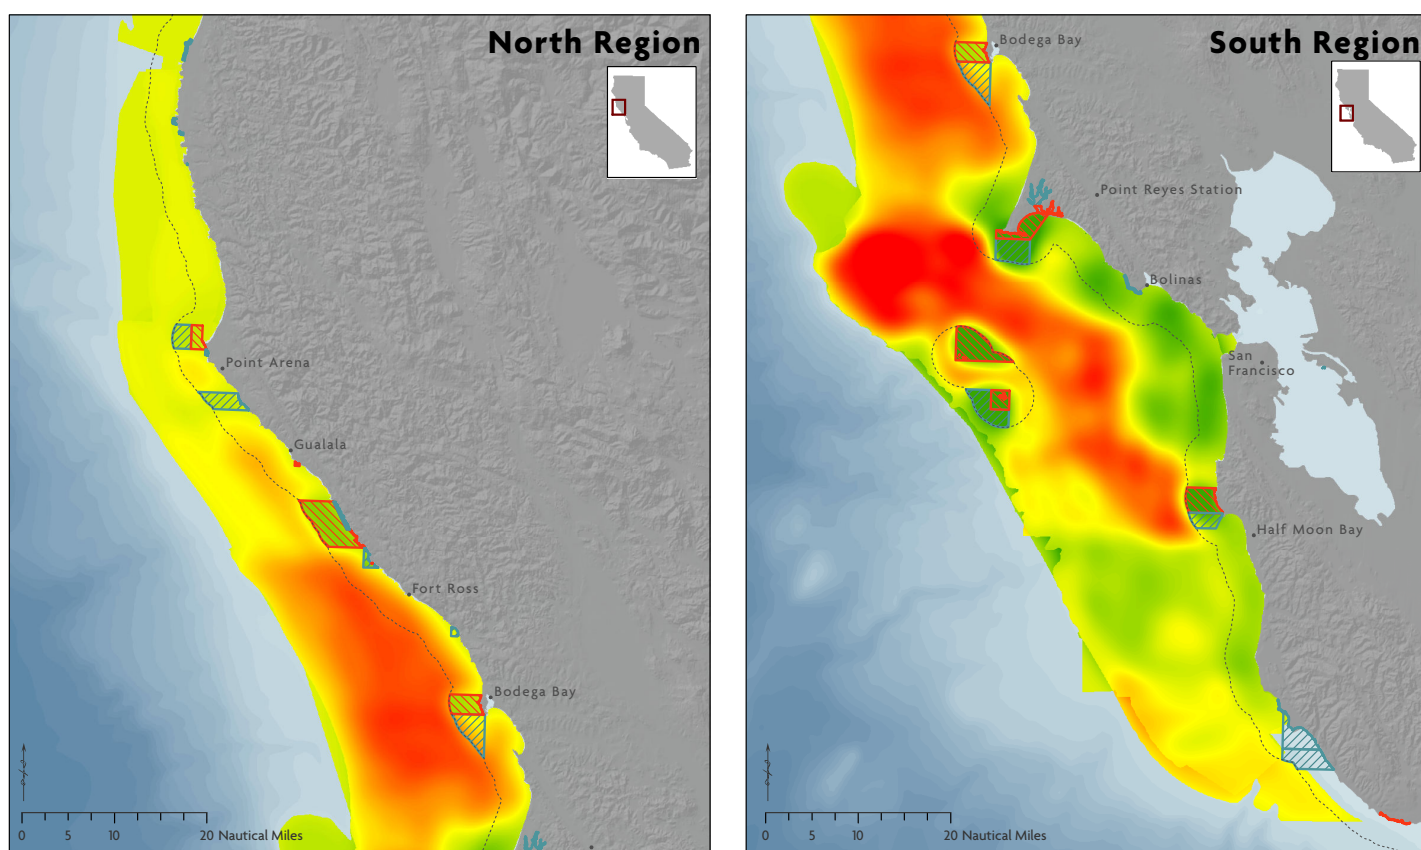 North Region
Point Arena
Gualala
Fort Ross
Bodega Bay
0 5 10 20 Nautical Miles
South Region
Bodega Bay
Point Reyes Station
Bolinas
San
Francisco
Half Moon Bay
0 5 10 20 Nautical Miles